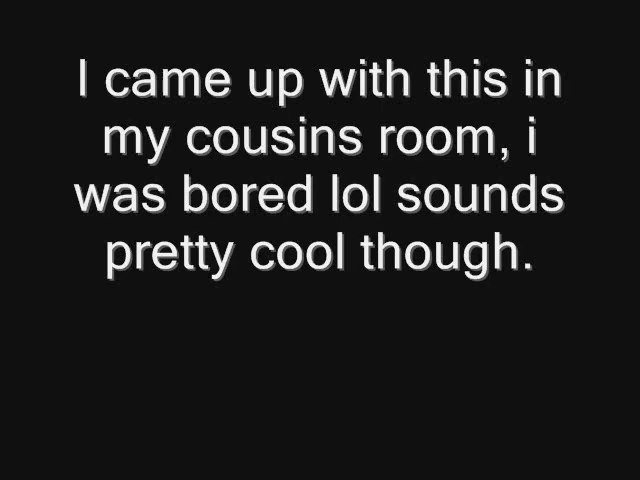 I came up with this in
my cousins room, i
was bored lol sounds
pretty cool though.